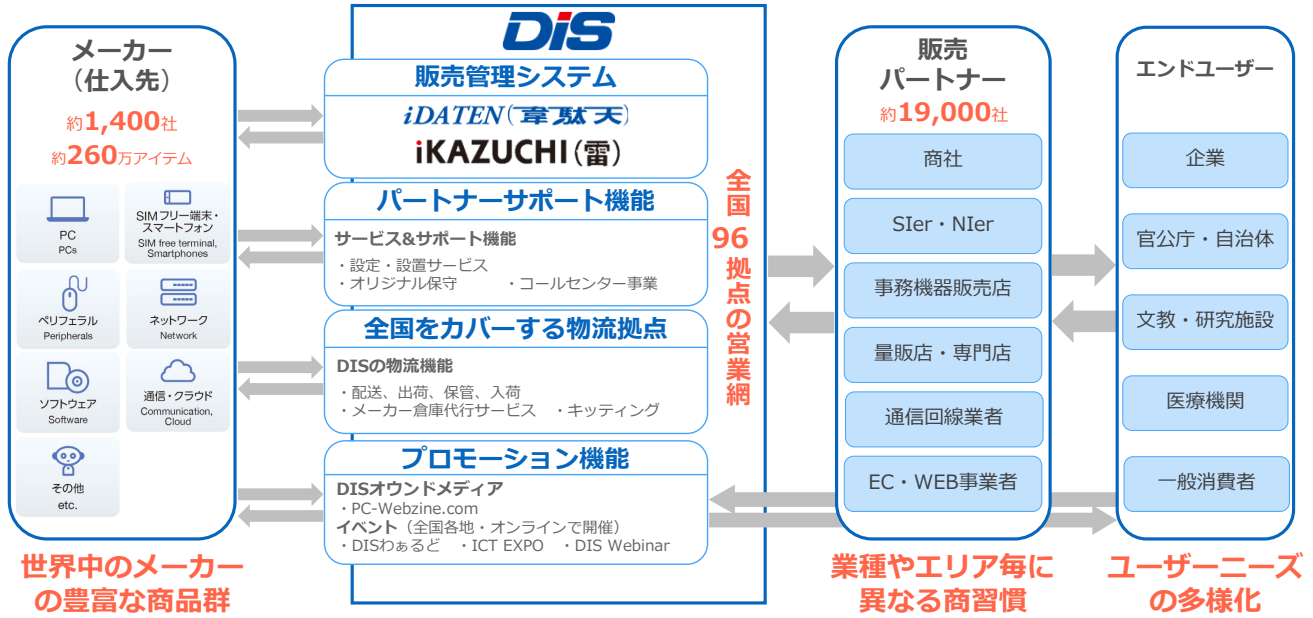 メーカー
（仕入先）
約1,400社
約260万アイテム
PC
PCs
SIMフリー端末・
スマートフォン
SIM free terminal,
Smartphones
ペリフェラル
Peripherals
ネットワーク
Network
ソフトウェア
Software
通信・クラウド
Communication,
Cloud
その他
etc.
世界中のメーカー
の豊富な商品群
DiS
販売管理システム
iDATEN(韋駄天)
iKAZUCHI(雷)
パートナーサポート機能
サービス&サポート機能
・設定・設置サービス
・オリジナル保守 ・コールセンター事業
全国をカバーする物流拠点
DISの物流機能
・配送、出荷、保管、入荷
・メーカー倉庫代行サービス ・キッティング
プロモーション機能
DISオウンドメディア
・PC-Webzine.com
イベント（全国各地・オンラインで開催）
・DISわぁるど ・ICT EXPO ・DIS Webinar
全国96拠点の営業網
販売
パートナー
約19,000社
商社
SIer・NIer
事務機器販売店
量販店・専門店
通信回線業者
EC・WEB事業者
業種やエリア毎に
異なる商習慣
エンドユーザー
企業
官公庁・自治体
文教・研究施設
医療機関
一般消費者
ユーザーニーズ
の多様化